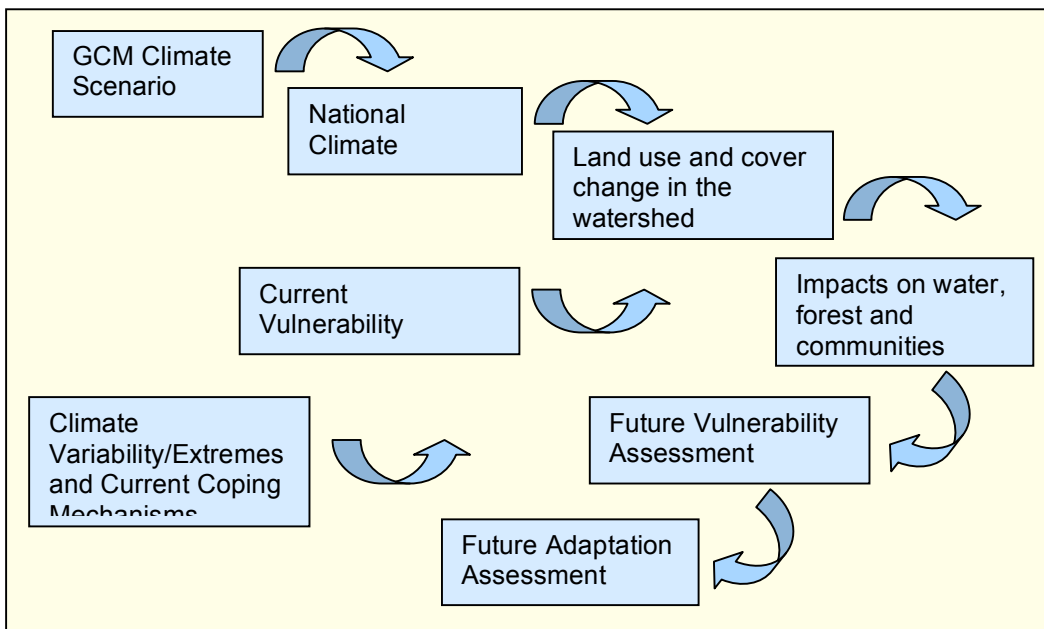 GCM Climate
Scenario
National
Climate
Land use and cover
change in the
watershed
Current
Vulnerability
Impacts on water,
forest and
communities
Climate
Variability/Extremes
and Current Coping
Mechanisms
Future Vulnerability
Assessment
Future Adaptation
Assessment